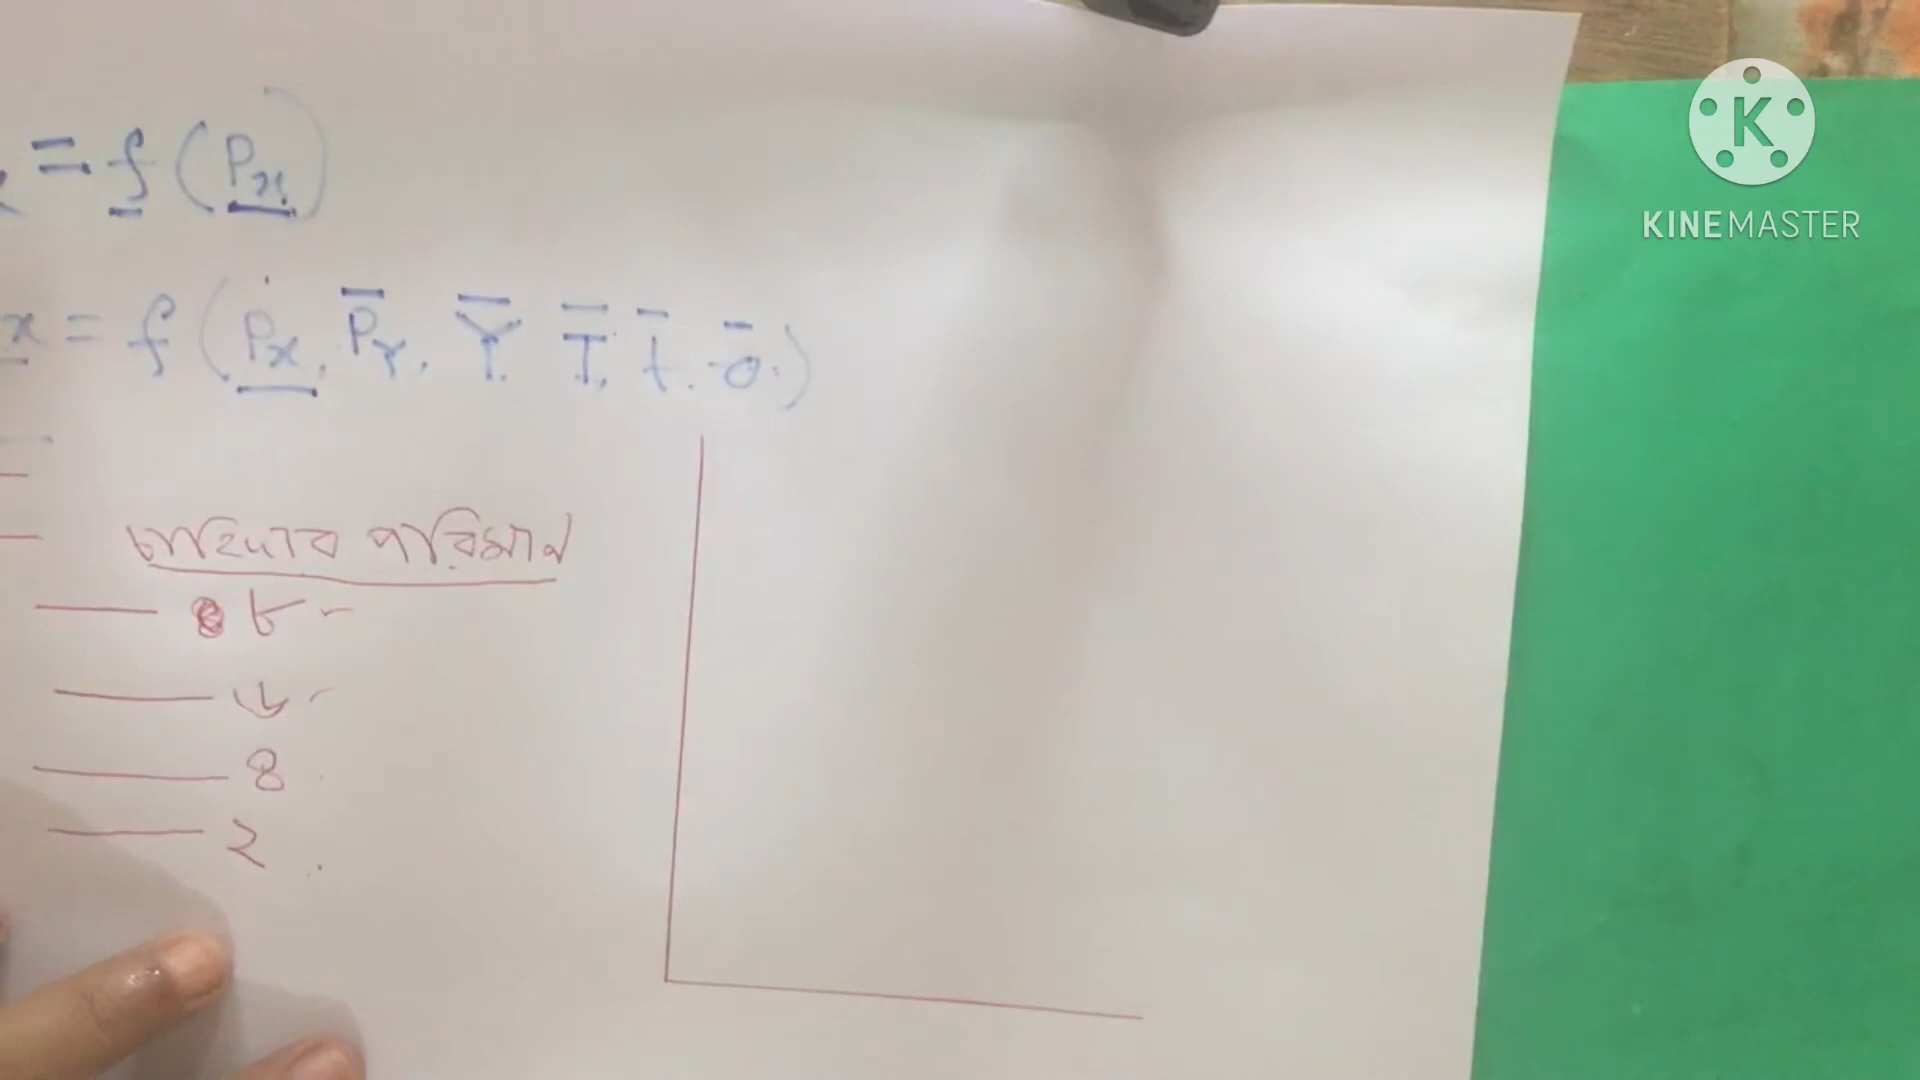 = f (Px)
x = f (Px, P̅r, Y̅, T̅, t̅, σ̅.)
চাহিদার পরিমাণ
৮
৬
৪
২
KINEMASTER